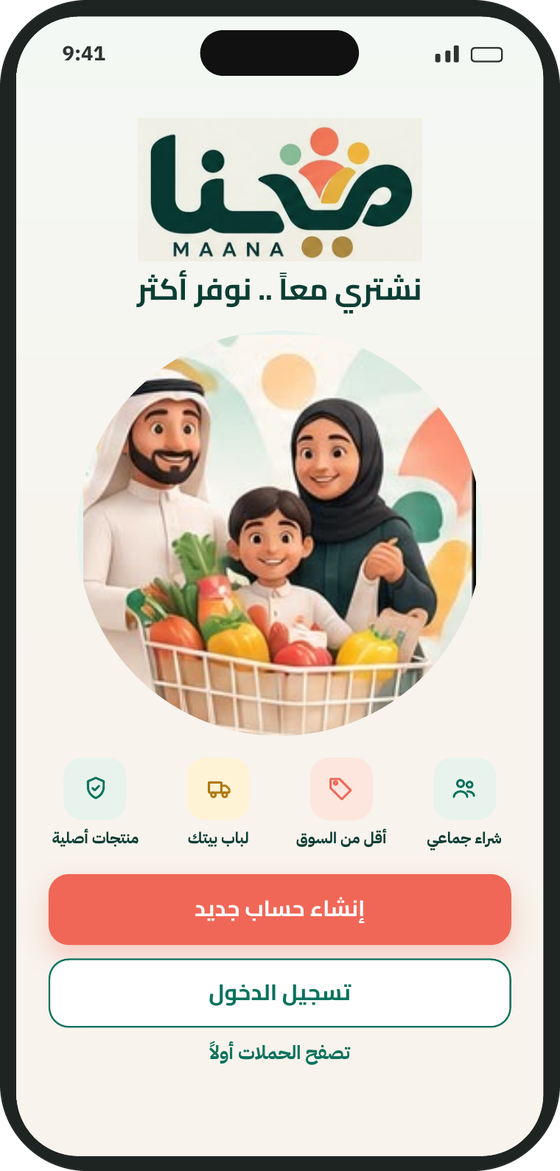 9:41
معنا
MAANA
نشتري معاً .. نوفر أكثر
شراء جماعي
أقل من السوق
لباب بيتك
منتجات أصلية
إنشاء حساب جديد
تسجيل الدخول
تصفح الحملات أولاً